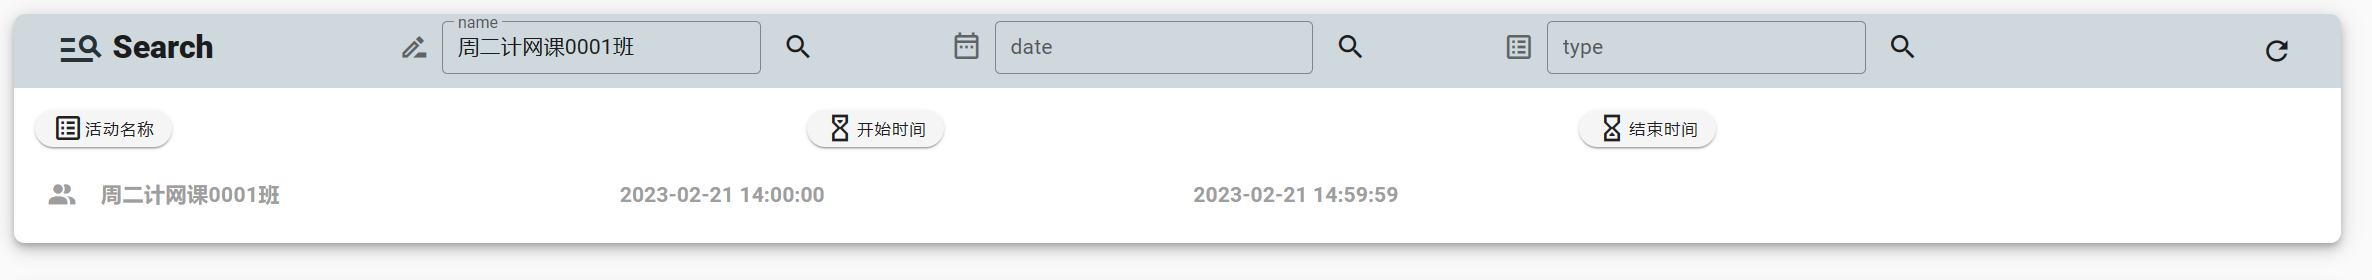 Search
name
周二计网课0001班
date
type
活动名称 开始时间 结束时间
周二计网课0001班 2023-02-21 14:00:00 2023-02-21 14:59:59